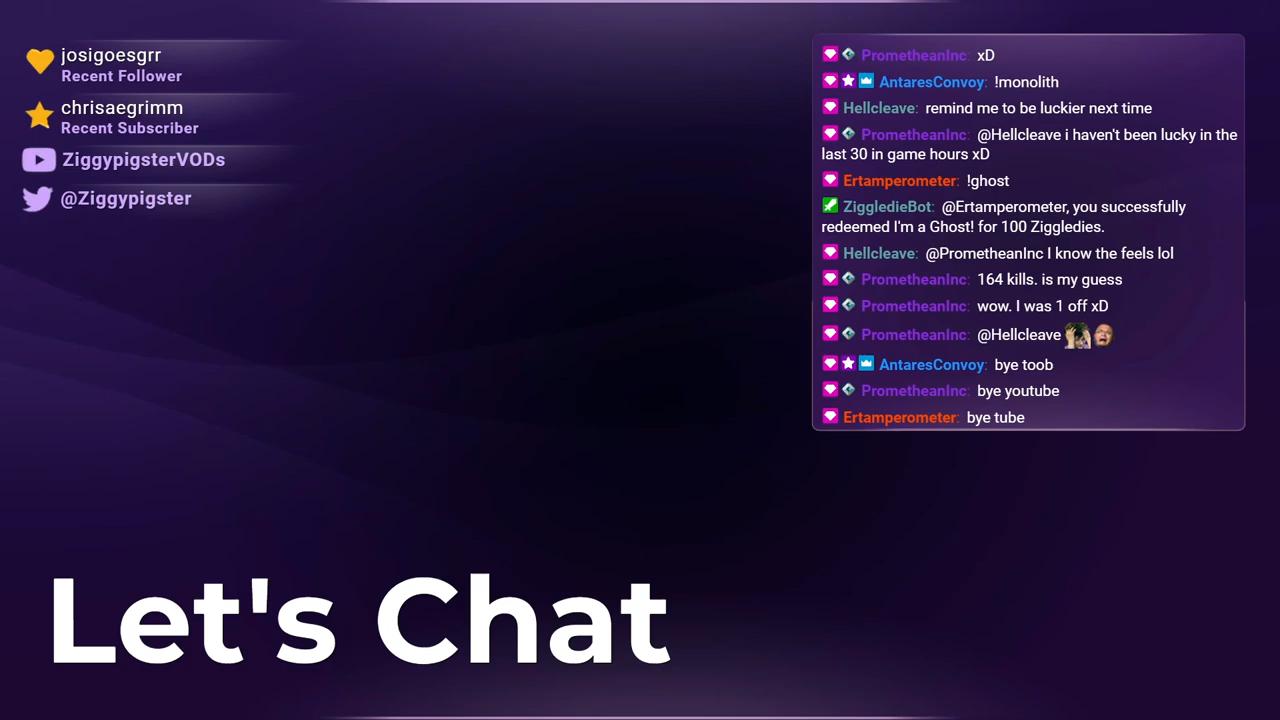 josigoesgrr
Recent Follower
chrisaegrimm
Recent Subscriber
ZiggypigsterVODs
@Ziggypigster
PrometheanInc: xD
AntaresConvoy: !monolith
Hellcleave: remind me to be luckier next time
PrometheanInc: @Hellcleave i haven't been lucky in the
last 30 in game hours xD
Ertamperometer: !ghost
ZiggledieBot: @Ertamperometer, you successfully
redeemed I'm a Ghost! for 100 Ziggledies.
Hellcleave: @PrometheanInc I know the feels lol
PrometheanInc: 164 kills. is my guess
PrometheanInc: wow. I was 1 off xD
PrometheanInc: @Hellcleave
AntaresConvoy: bye toob
PrometheanInc: bye youtube
Ertamperometer: bye tube
Let's Chat